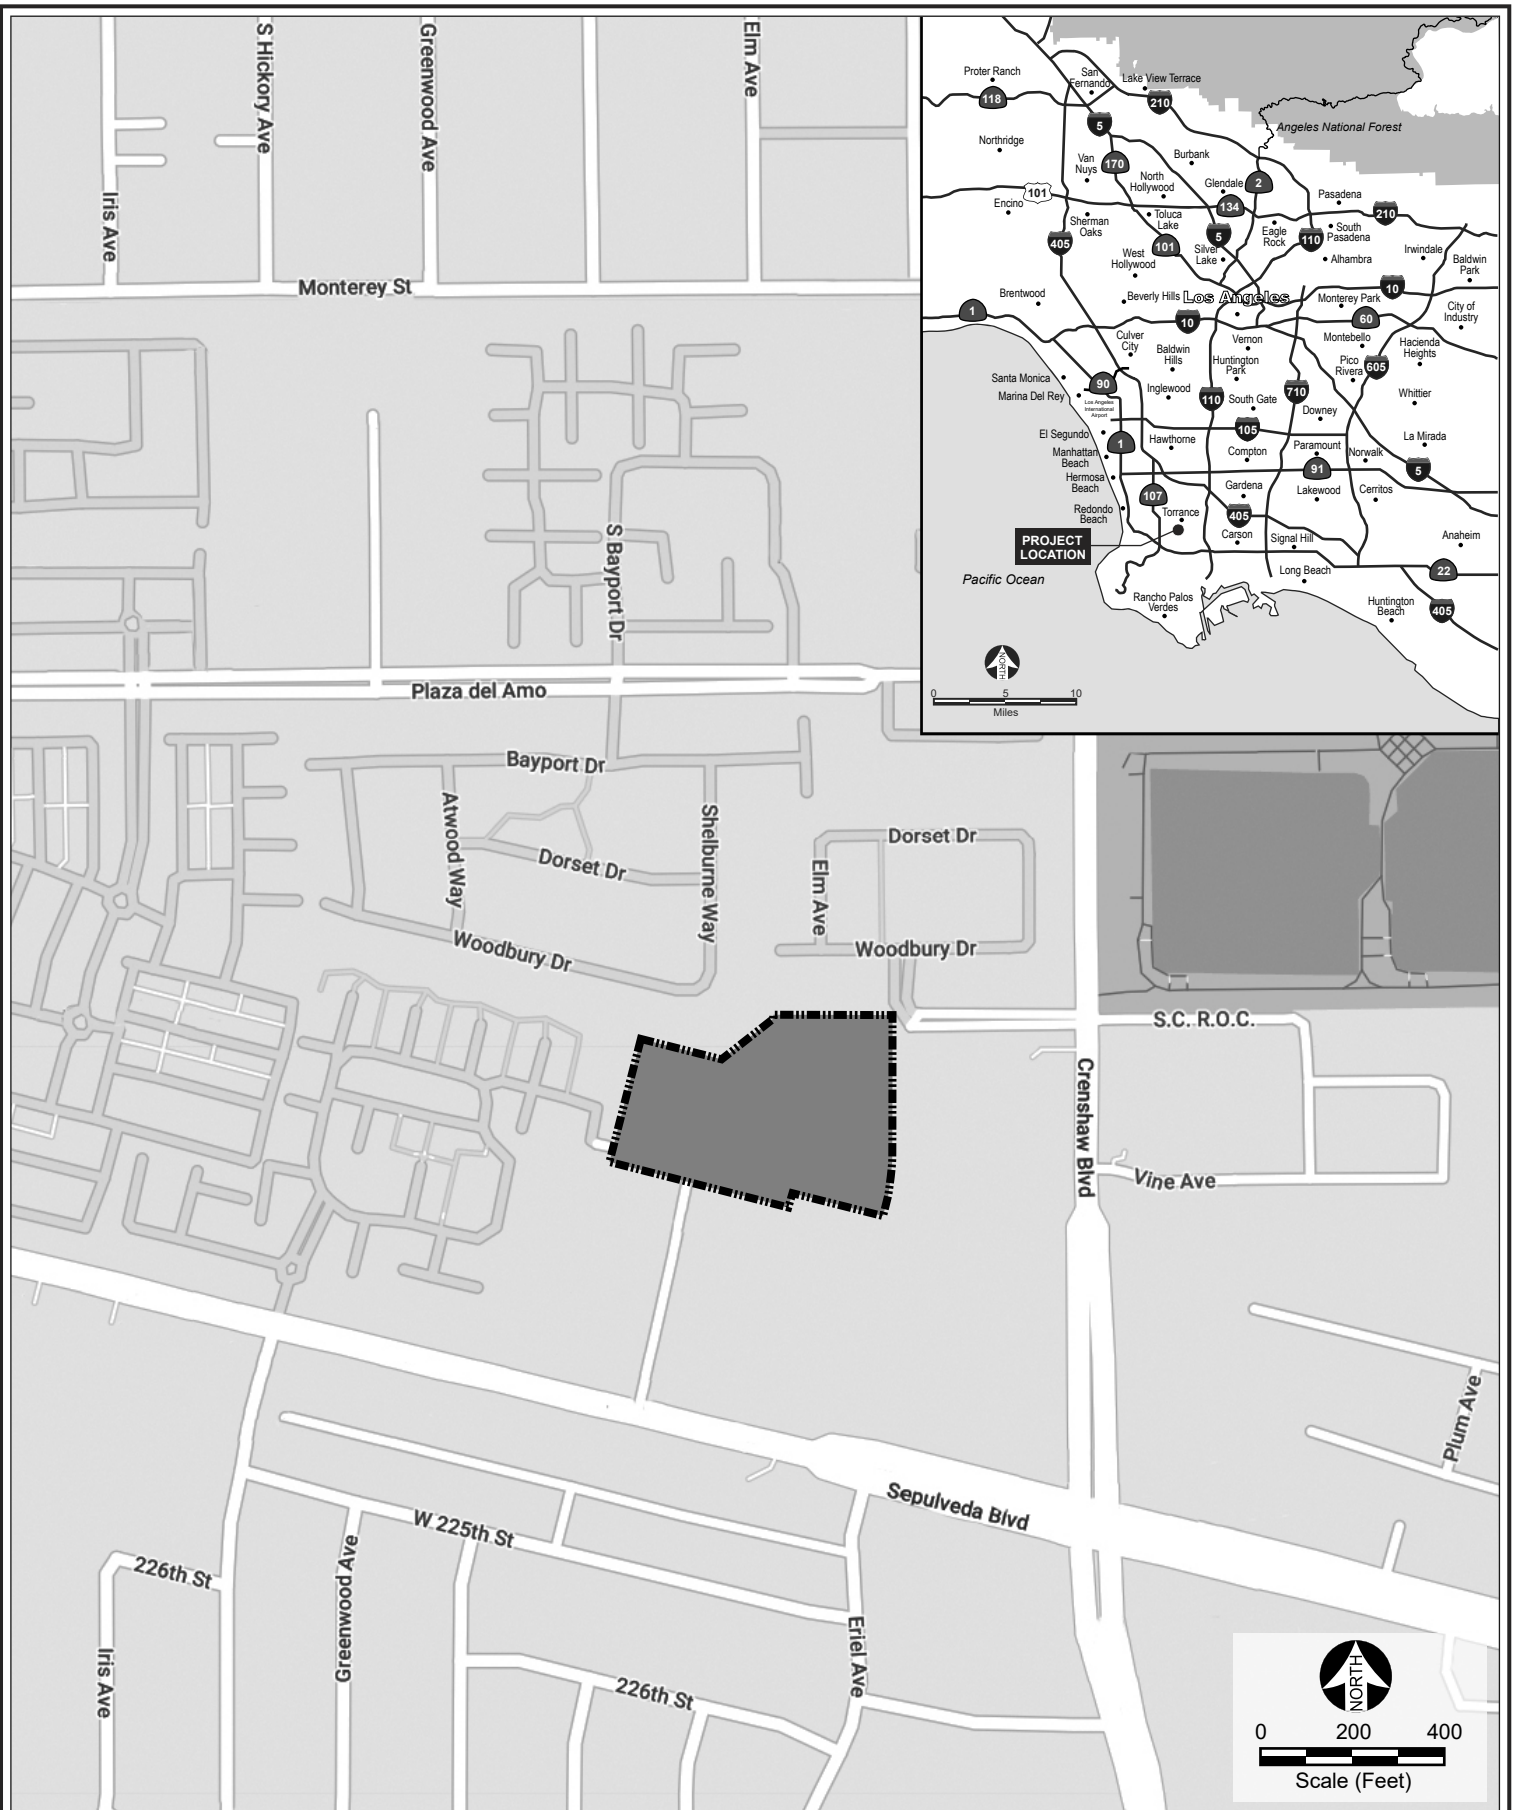 S Hickory Ave
Greenwood Ave
Elm Ave
Iris Ave
Monterey St
S Bayport Dr
Plaza del Amo
Bayport Dr
Atwood Way
Dorset Dr
Shelburne Way
Woodbury Dr
Elm Ave
Dorset Dr
Woodbury Dr
S.C. R.O.C.
Crenshaw Blvd
Vine Ave
Plum Ave
Sepulveda Blvd
W 225th St
226th St
Greenwood Ave
Iris Ave
Eriel Ave
226th St
NORTH
0 200 400
Scale (Feet)
Proter Ranch
San
Fernando
Lake View Terrace
118
210
5
Angeles National Forest
Northridge
Van
Nuys
170
Burbank
North
Hollywood
Glendale
2
Pasadena
101
134
210
Encino
Sherman
Oaks
Toluca
Lake
Eagle
Rock
South
Pasadena
405
101
5
110
Silver
Lake
West
Hollywood
Alhambra
Irwindale
Baldwin
Park
Brentwood
Beverly Hills
Los Angeles
Monterey Park
10
City of
Industry
1
10
60
Culver
City
Baldwin
Hills
Vernon
Montebello
Hacienda
Heights
Huntington
Park
Pico
Rivera
605
Santa Monica
Marina Del Rey
90
Los Angeles
International
Airport
Inglewood
110
South Gate
710
Downey
Whittier
El Segundo
1
Hawthorne
105
Compton
Paramount
Norwalk
La Mirada
Manhattan
Beach
91
5
Hermosa
Beach
107
Gardena
Lakewood
Cerritos
Redondo
Beach
Torrance
405
Carson
Signal Hill
Anaheim
PROJECT
LOCATION
Pacific Ocean
Long Beach
22
Rancho Palos
Verdes
Huntington
Beach
405
NORTH
0 5 10
Miles